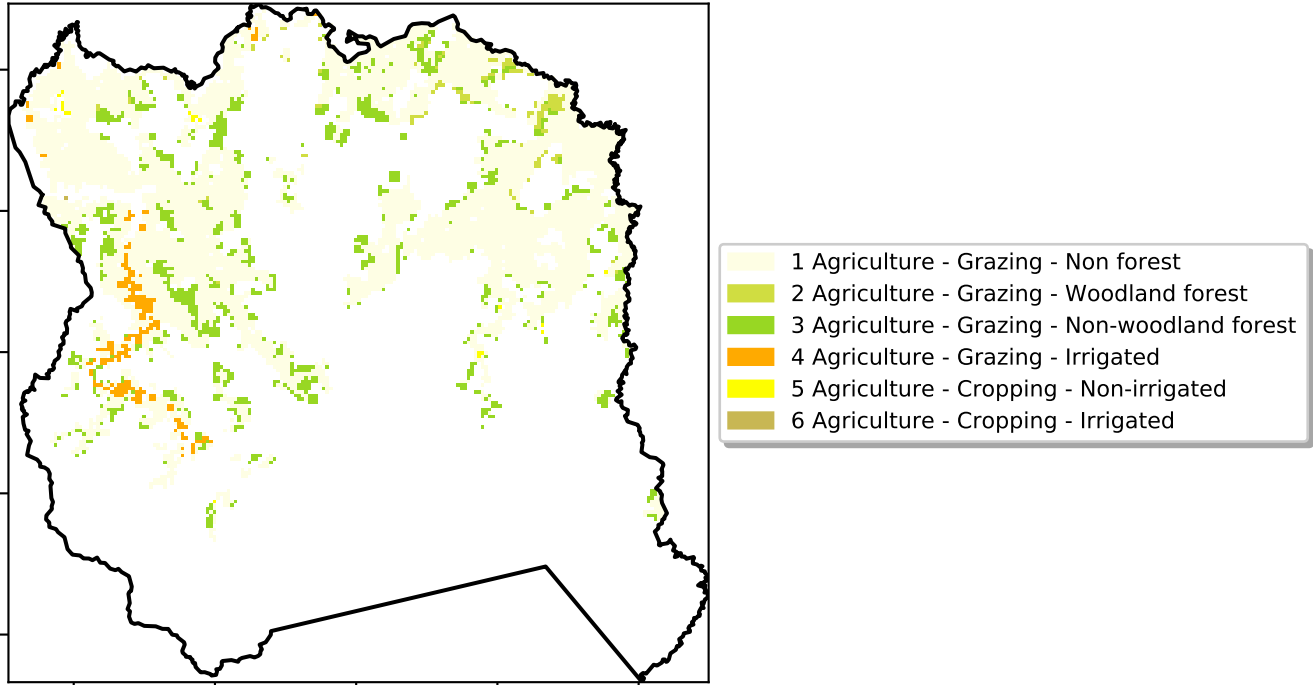 1 Agriculture - Grazing - Non forest
2 Agriculture - Grazing - Woodland forest
3 Agriculture - Grazing - Non-woodland forest
4 Agriculture - Grazing - Irrigated
5 Agriculture - Cropping - Non-irrigated
6 Agriculture - Cropping - Irrigated